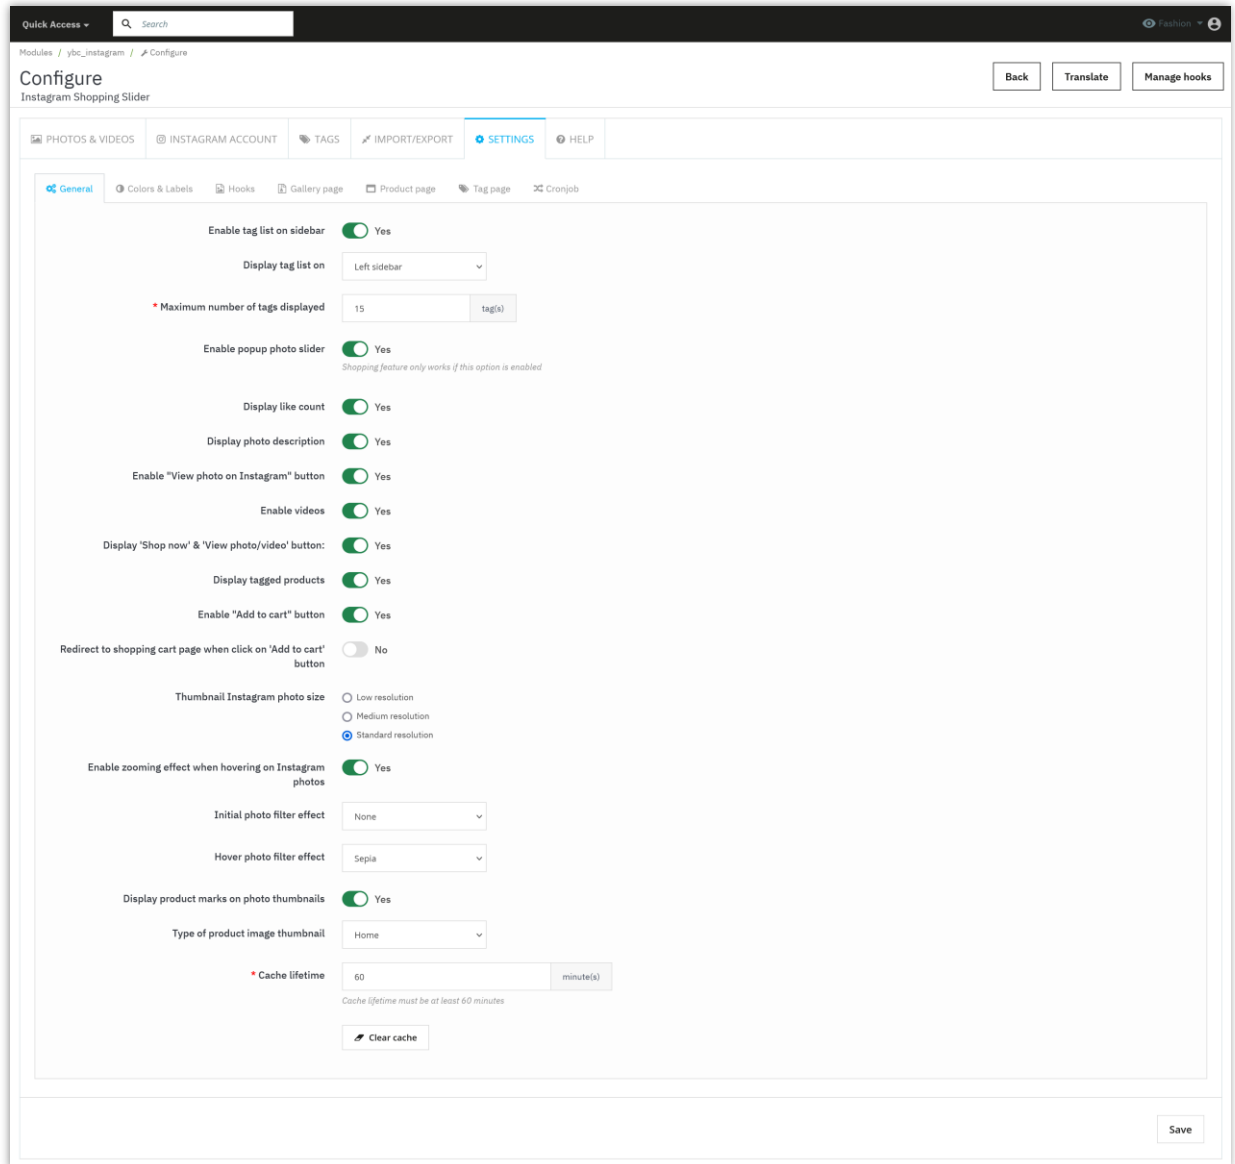 Quick Access
Search
Fashion
Modules / ybc_instagram / Configure
Configure
Instagram Shopping Slider
Back
Translate
Manage hooks
PHOTOS & VIDEOS
INSTAGRAM ACCOUNT
TAGS
IMPORT/EXPORT
SETTINGS
HELP
General
Colors & Labels
Hooks
Gallery page
Product page
Tag page
Cronjob
Enable tag list on sidebar
Yes
Display tag list on
Left sidebar
* Maximum number of tags displayed
15
tag(s)
Enable popup photo slider
Yes
Shopping feature only works if this option is enabled
Display like count
Yes
Display photo description
Yes
Enable "View photo on Instagram" button
Yes
Enable videos
Yes
Display 'Shop now' & 'View photo/video' button:
Yes
Display tagged products
Yes
Enable "Add to cart" button
Yes
Redirect to shopping cart page when click on 'Add to cart'
button
No
Thumbnail Instagram photo size
Low resolution
Medium resolution
Standard resolution
Enable zooming effect when hovering on Instagram
photos
Yes
Initial photo filter effect
None
Hover photo filter effect
Sepia
Display product marks on photo thumbnails
Yes
Type of product image thumbnail
Home
* Cache lifetime
60
minute(s)
Cache lifetime must be at least 60 minutes
Clear cache
Save